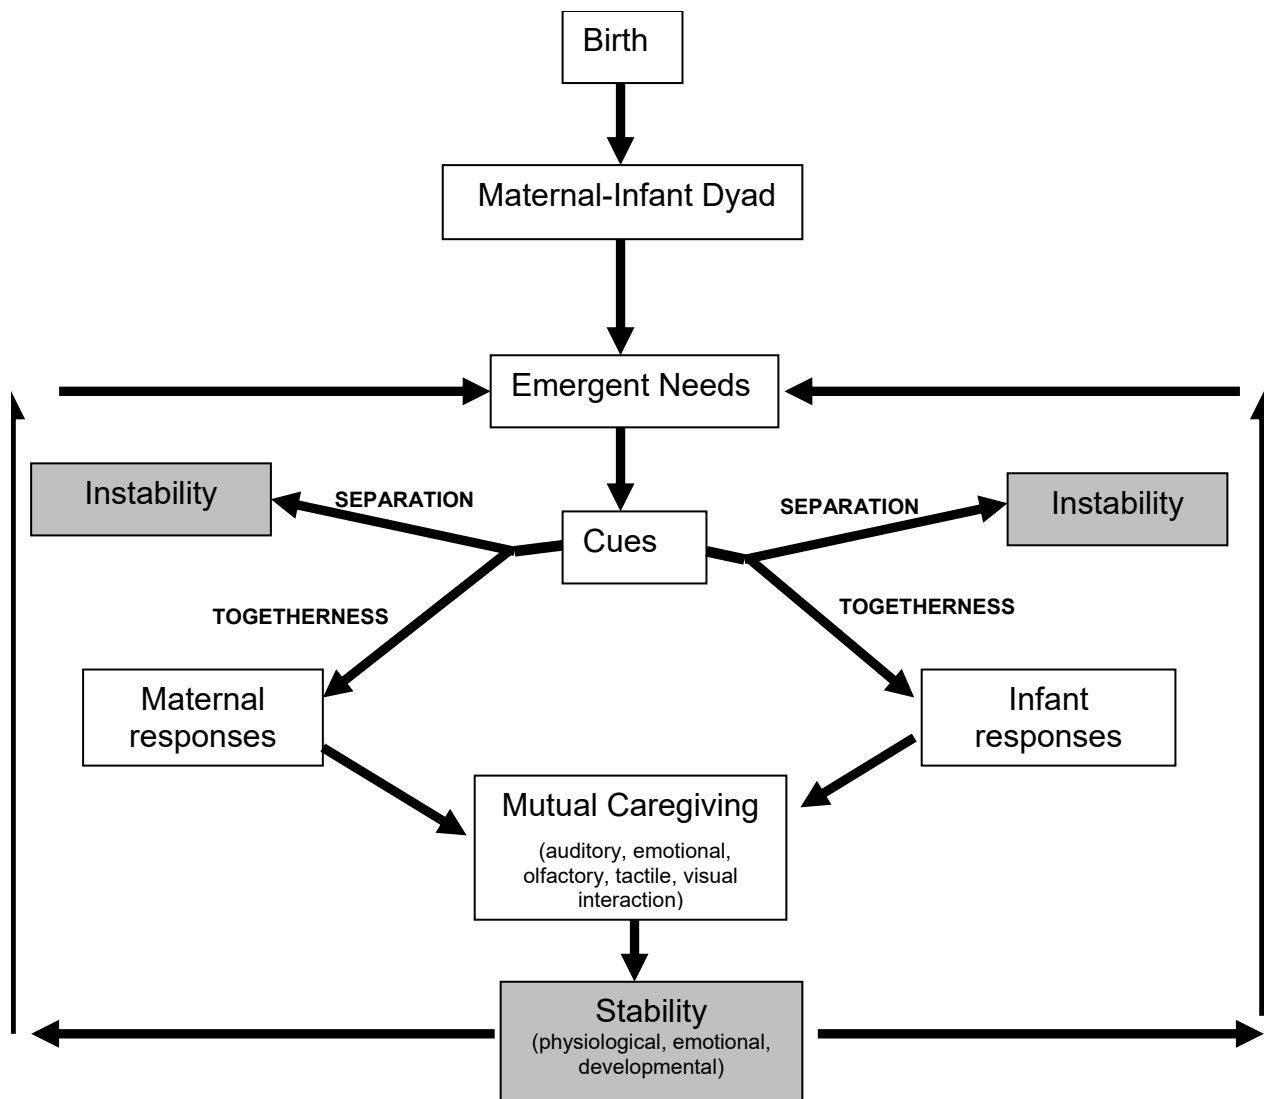 Birth
Maternal-Infant Dyad
Emergent Needs
Instability
SEPARATION
SEPARATION
Instability
Cues
TOGETHERNESS
TOGETHERNESS
Maternal
responses
Infant
responses
Mutual Caregiving
(auditory, emotional,
olfactory, tactile, visual
interaction)
Stability
(physiological, emotional,
developmental)